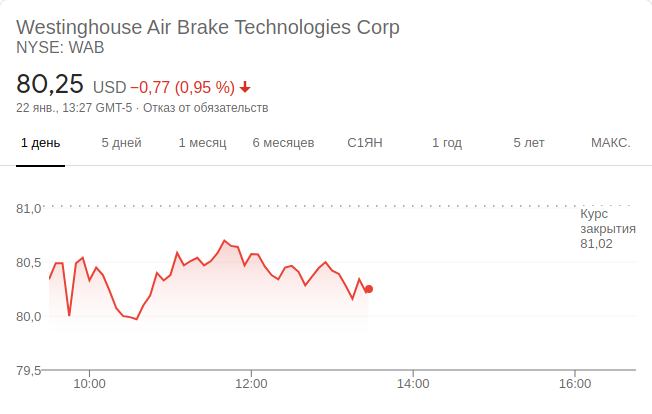 Westinghouse Air Brake Technologies Corp
NYSE: WAB
80,25 USD −0,77 (0,95 %)
22 янв., 13:27 GMT-5 · Отказ от обязательств
1 день 5 дней 1 месяц 6 месяцев С1ЯН 1 год 5 лет МАКС.
81,0
Курс
закрытия
81,02
80,5
80,0
79,5
10:00 12:00 14:00 16:00